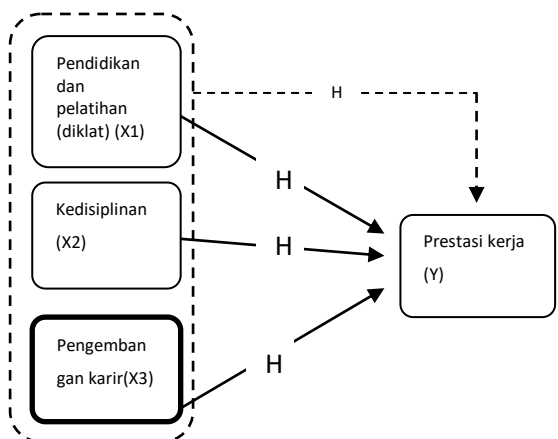 Pendidikan
dan
pelatihan
(diklat) (X1)
H
H
Kedisiplinan
(X2)
H
Prestasi kerja
(Y)
Pengemban
gan karir(X3)
H